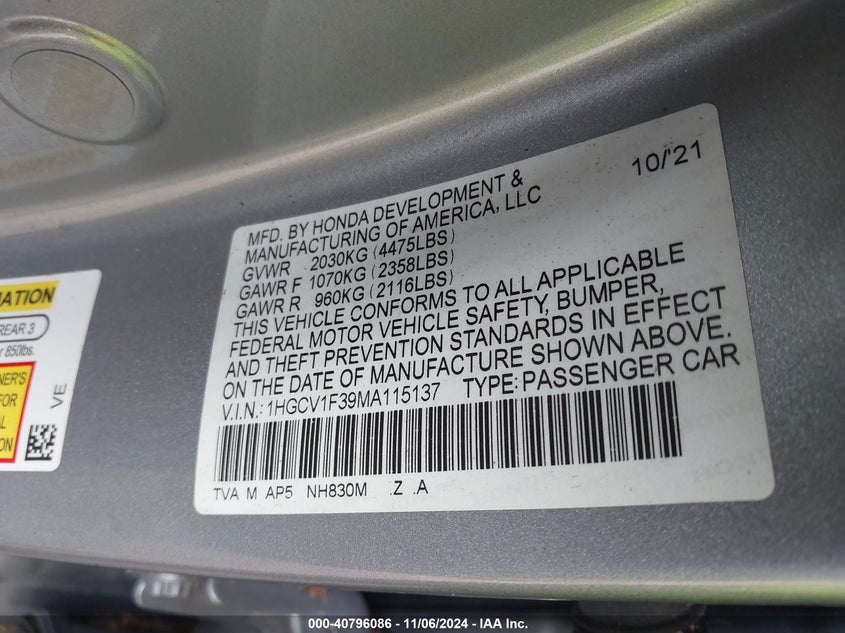 10/'21
MFD. BY HONDA DEVELOPMENT &
MANUFACTURING OF AMERICA, LLC
GVWR 2030KG (4475LBS)
GAWR F 1070KG (2358LBS)
GAWR R 960KG (2116LBS)
THIS VEHICLE CONFORMS TO ALL APPLICABLE
FEDERAL MOTOR VEHICLE SAFETY, BUMPER,
AND THEFT PREVENTION STANDARDS IN EFFECT
ON THE DATE OF MANUFACTURE SHOWN ABOVE.
V.I.N.: 1HGCV1F39MA115137 TYPE: PASSENGER CAR
TVA M AP5 NH830M .Z .A
REAR 3
850lbs.
FOR
VE
000-40796086 - 11/06/2024 - IAA Inc.